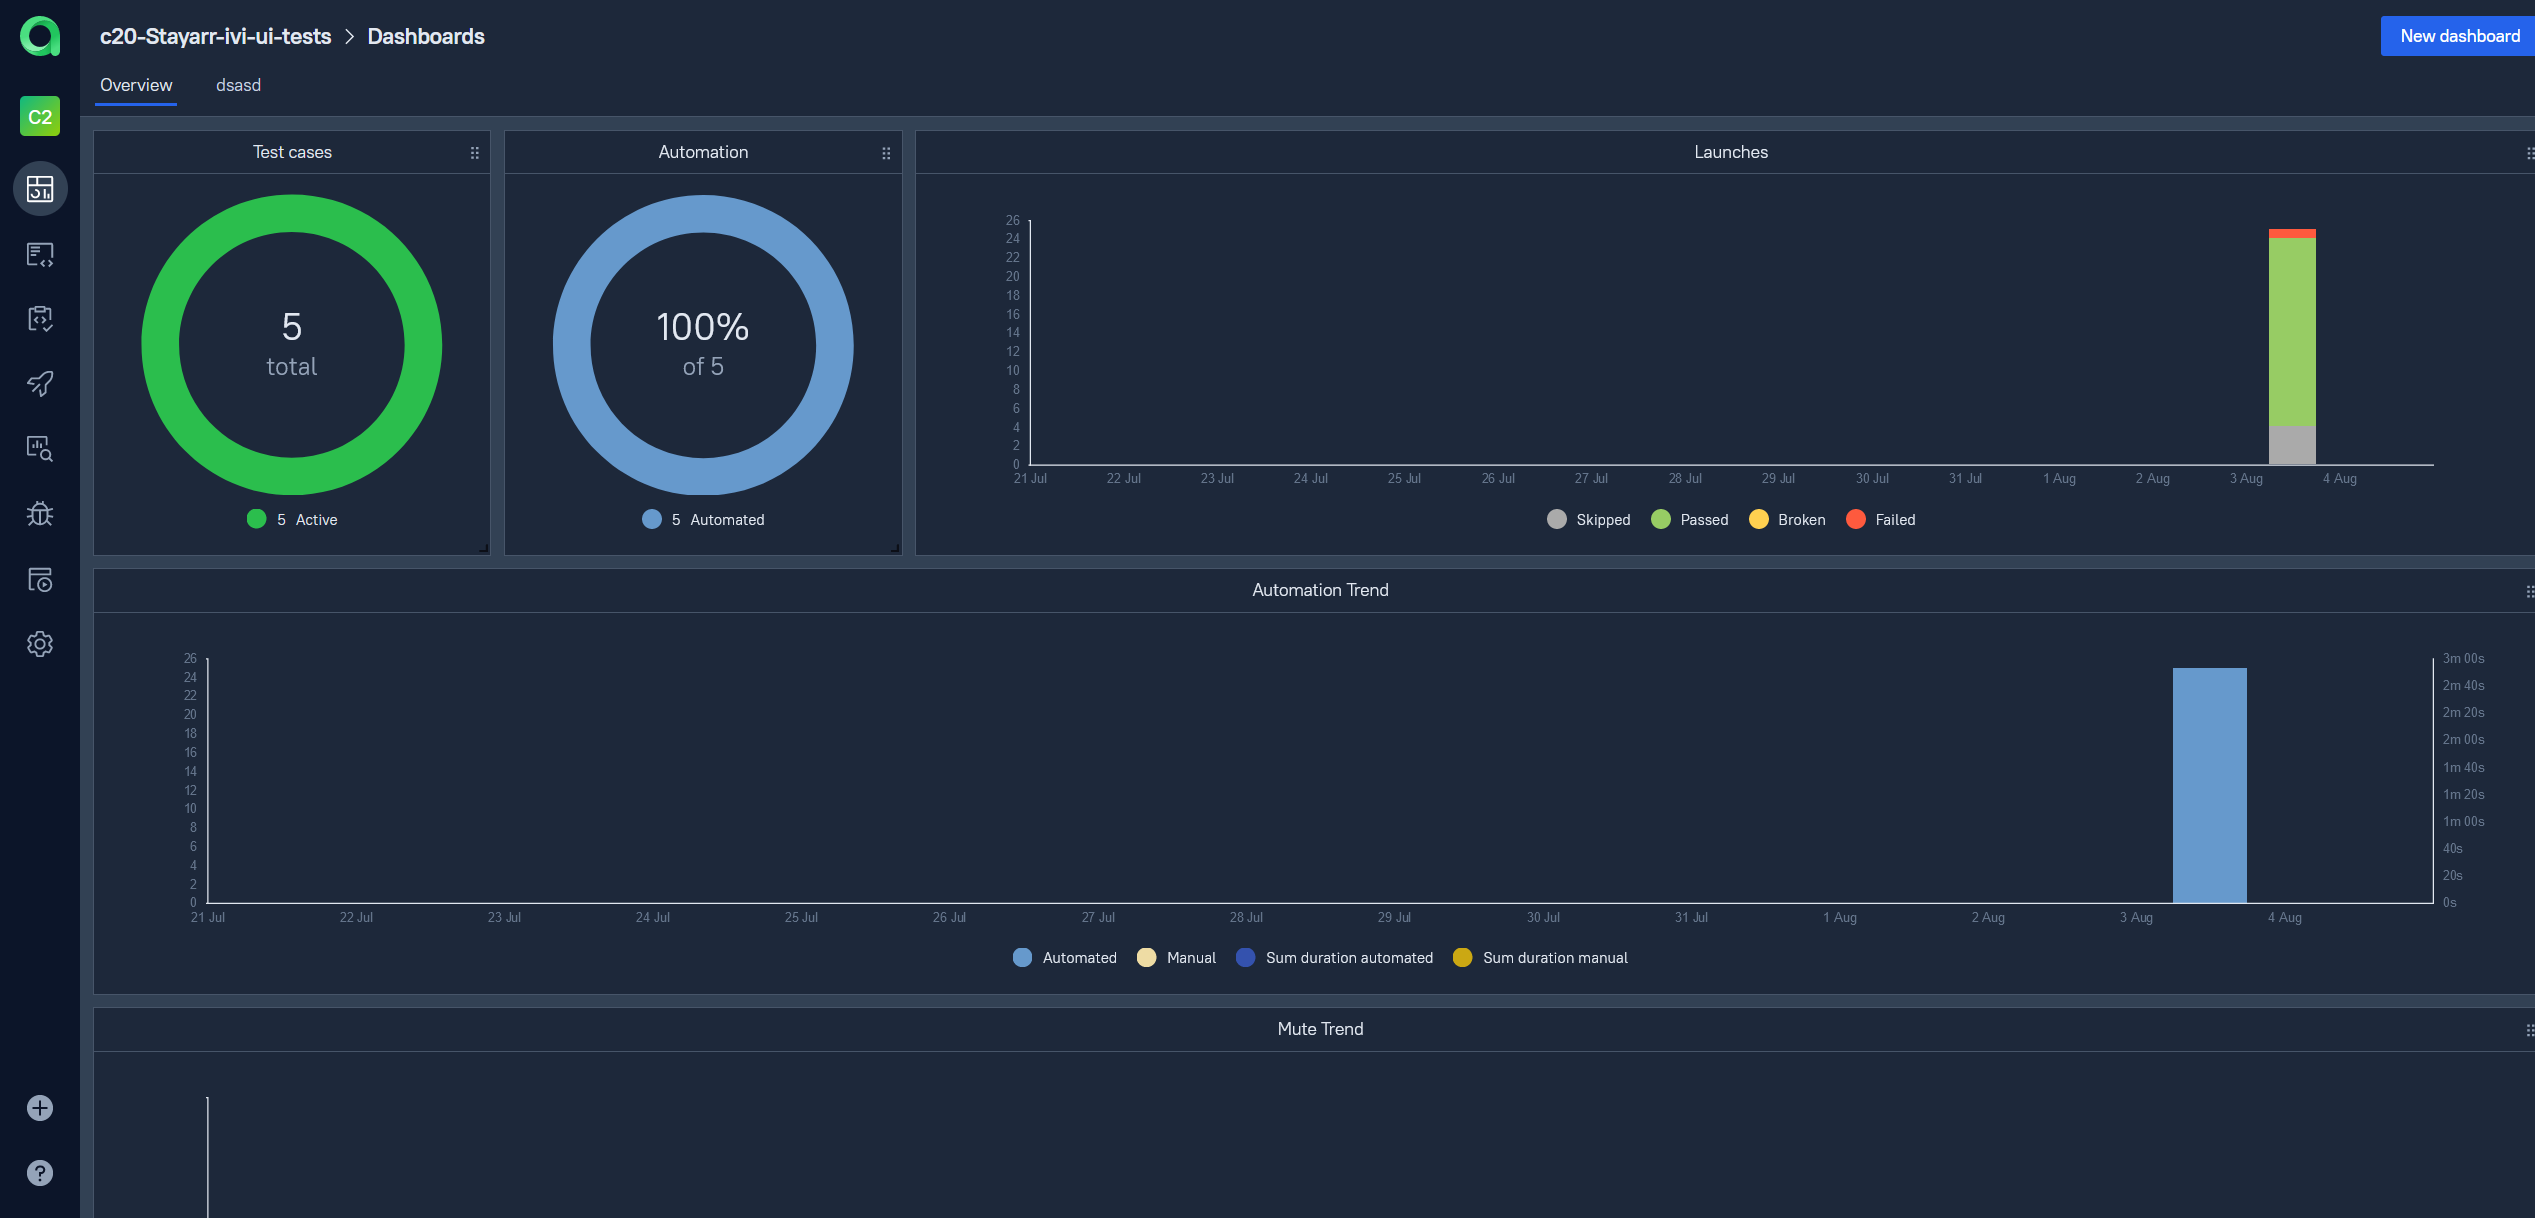 c20-Stayarr-ivi-ui-tests > Dashboards
New dashboard
Overview
dsasd
C2
Test cases
5
total
5 Active
Automation
100%
of 5
5 Automated
Launches
26
24
22
20
18
16
14
12
10
8
6
4
2
0
21 Jul 22 Jul 23 Jul 24 Jul 25 Jul 26 Jul 27 Jul 28 Jul 29 Jul 30 Jul 31 Jul 1 Aug 2 Aug 3 Aug 4 Aug
Skipped Passed Broken Failed
Automation Trend
26
24
22
20
18
16
14
12
10
8
6
4
2
0
3m 00s
2m 40s
2m 20s
2m 00s
1m 40s
1m 20s
1m 00s
40s
20s
0s
21 Jul 22 Jul 23 Jul 24 Jul 25 Jul 26 Jul 27 Jul 28 Jul 29 Jul 30 Jul 31 Jul 1 Aug 2 Aug 3 Aug 4 Aug
Automated Manual Sum duration automated Sum duration manual
Mute Trend
?